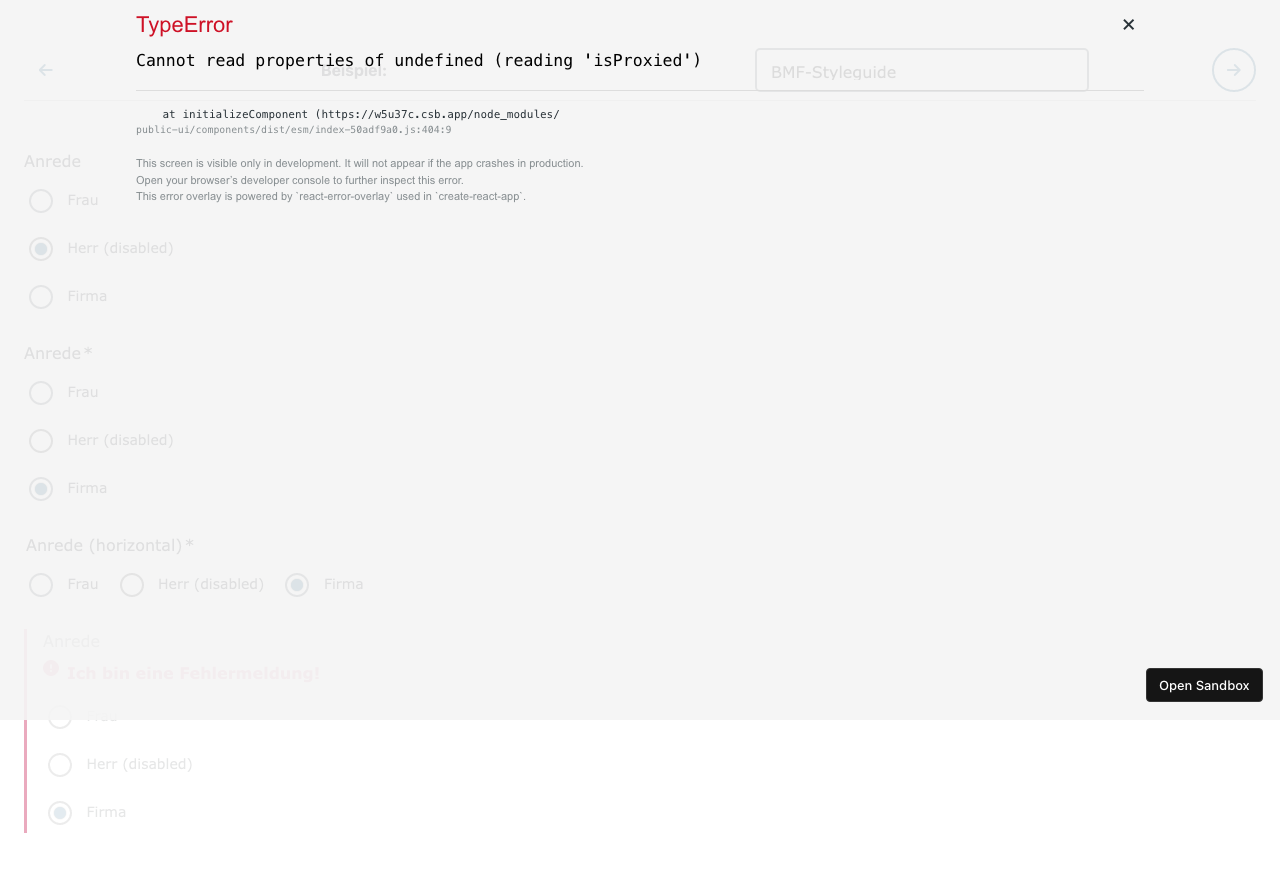 TypeError
Cannot read properties of undefined (reading 'isProxied')
Beispiel:
BMF-Styleguide
at initializeComponent (https://w5u37c.csb.app/node_modules/
public-ui/components/dist/esm/index-50adf9a0.js:404:9
This screen is visible only in development. It will not appear if the app crashes in production.
Open your browser's developer console to further inspect this error.
This error overlay is powered by `react-error-overlay` used in `create-react-app`.
Anrede
Frau
Herr (disabled)
Firma
Anrede*
Frau
Herr (disabled)
Firma
Anrede (horizontal)*
Frau Herr (disabled) Firma
Anrede
Ich bin eine Fehlermeldung!
Open Sandbox
Frau
Herr (disabled)
Firma